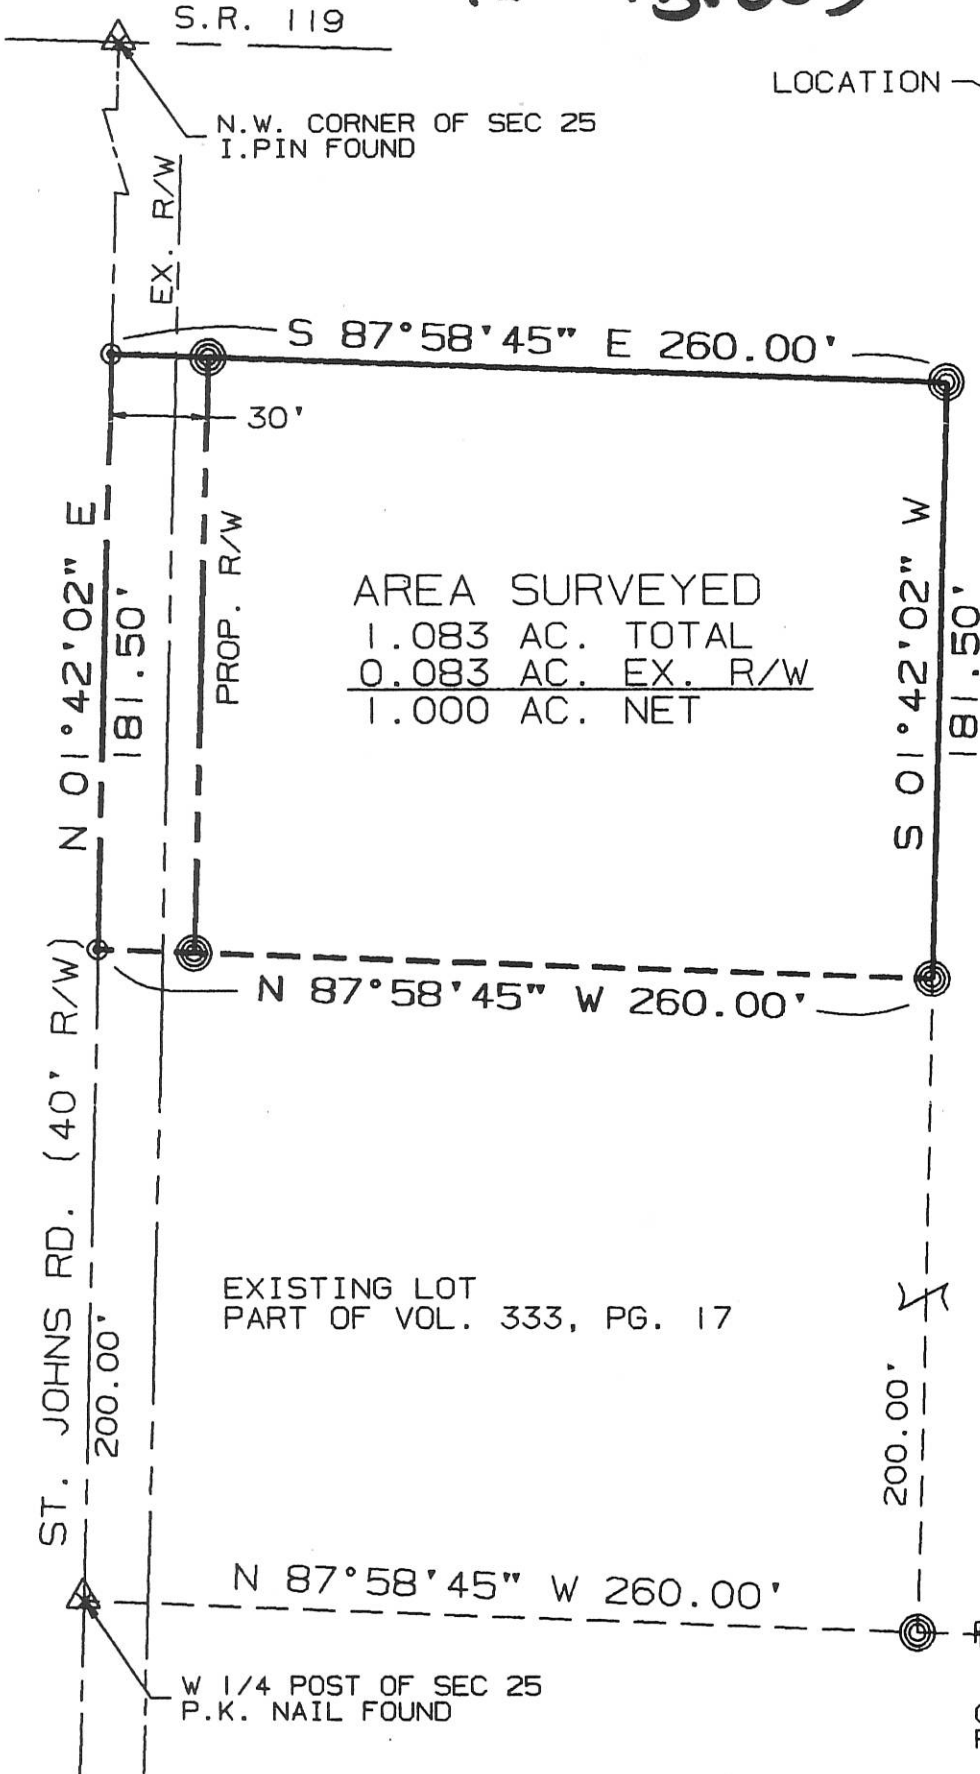 S.R. 119
LOCATION
N.W. CORNER OF SEC 25
I.PIN FOUND
EX. R/W
S 87°58'45" E 260.00'
30'
N 01°42'02" E
181.50'
PROP. R/W
AREA SURVEYED
1.083 AC. TOTAL
0.083 AC. EX. R/W
1.000 AC. NET
S 01°42'02" W
181.50'
N 87°58'45" W 260.00'
ST. JOHNS RD. (40' R/W)
200.00'
EXISTING LOT
PART OF VOL. 333, PG. 17
200.00'
N 87°58'45" W 260.00'
W 1/4 POST OF SEC 25
P.K. NAIL FOUND